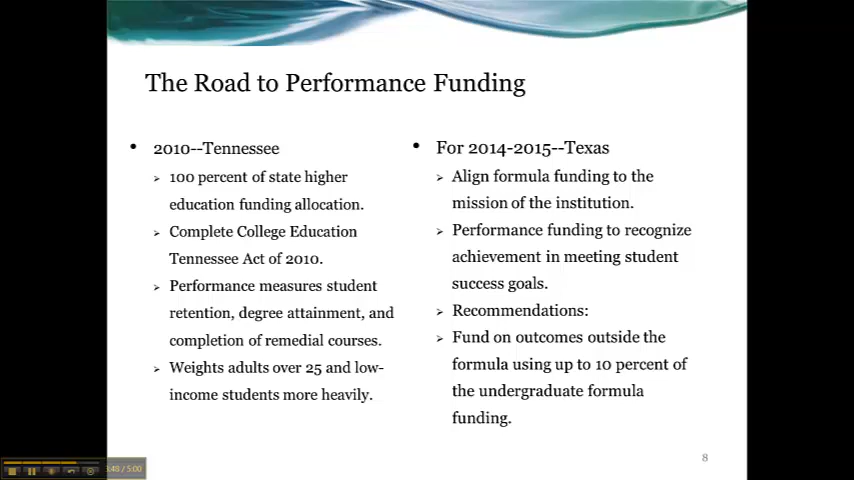 The Road to Performance Funding
• 2010--Tennessee
➢ 100 percent of state higher
education funding allocation.
➢ Complete College Education
Tennessee Act of 2010.
➢ Performance measures student
retention, degree attainment, and
completion of remedial courses.
➢ Weights adults over 25 and low-
income students more heavily.
• For 2014-2015--Texas
➢ Align formula funding to the
mission of the institution.
➢ Performance funding to recognize
achievement in meeting student
success goals.
➢ Recommendations:
➢ Fund on outcomes outside the
formula using up to 10 percent of
the undergraduate formula
funding.
8
/ 5:00